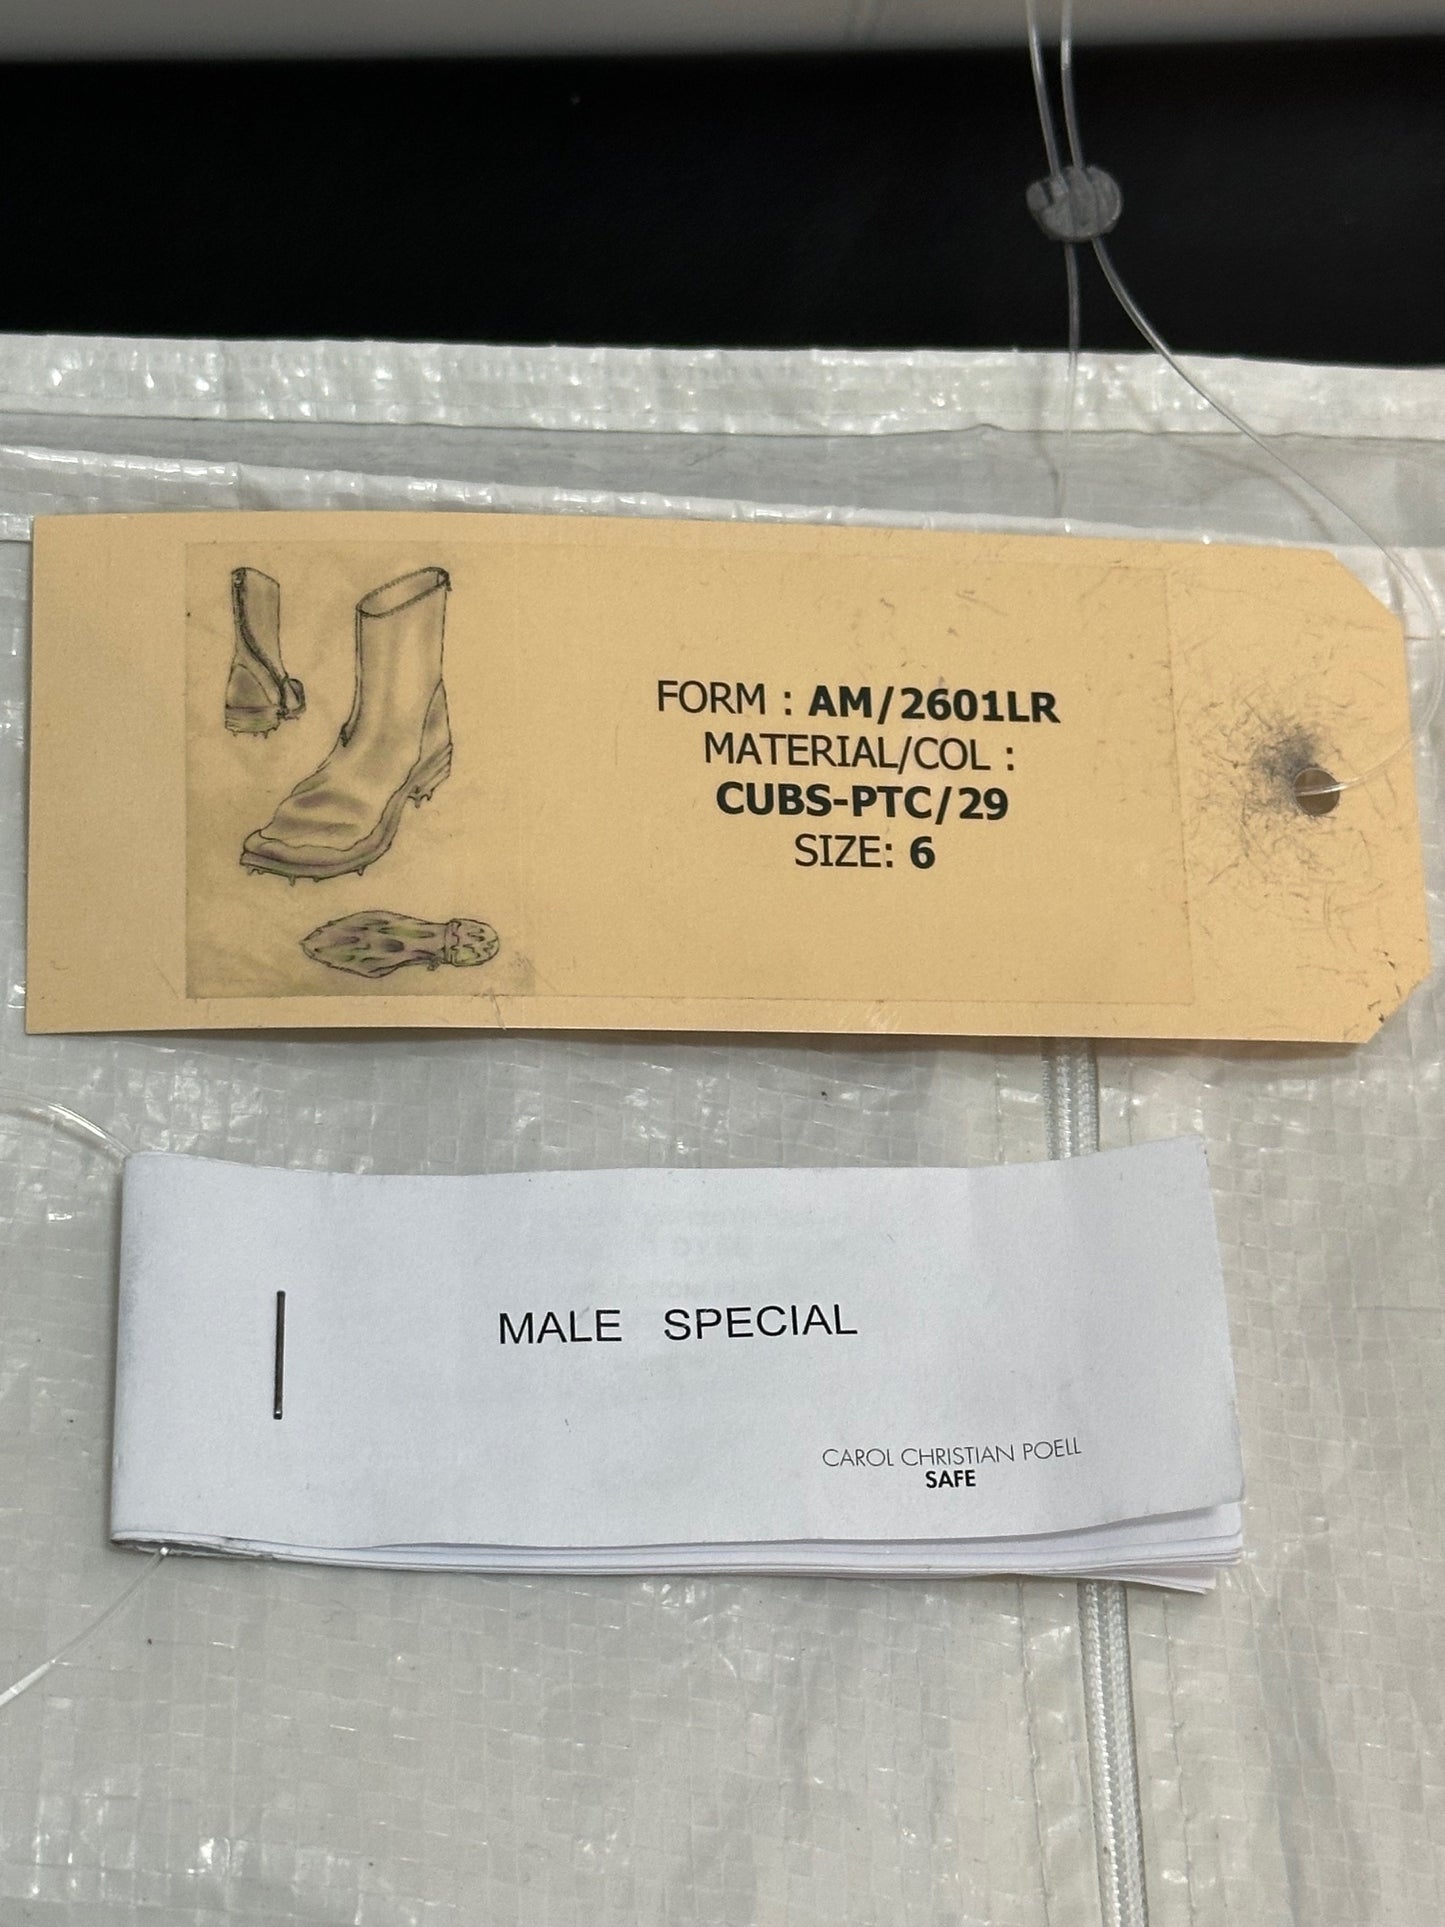 FORM : AM/2601LR
MATERIAL/COL :
CUBS-PTC/29
SIZE: 6
MALE SPECIAL
CAROL CHRISTIAN POELL
SAFE